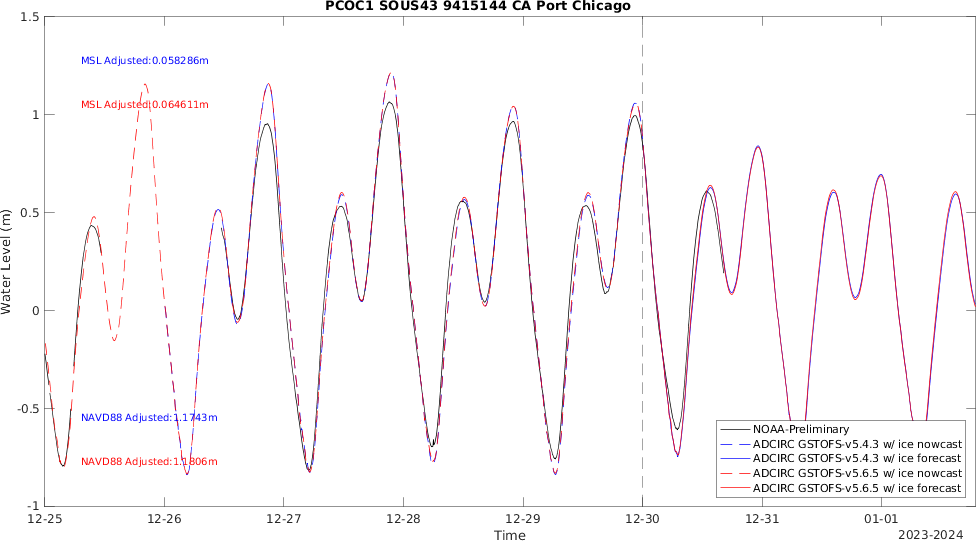 PCOC1 SOUS43 9415144 CA Port Chicago
1.5
1
0.5
0
-0.5
-1
Water Level (m)
MSL Adjusted:0.058286m
MSL Adjusted:0.064611m
NAVD88 Adjusted:1.1743m
NAVD88 Adjusted:1.1806m
NOAA-Preliminary
ADCIRC GSTOFS-v5.4.3 w/ ice nowcast
ADCIRC GSTOFS-v5.4.3 w/ ice forecast
ADCIRC GSTOFS-v5.6.5 w/ ice nowcast
ADCIRC GSTOFS-v5.6.5 w/ ice forecast
12-25 12-26 12-27 12-28 12-29 12-30 12-31 01-01
Time
2023-2024